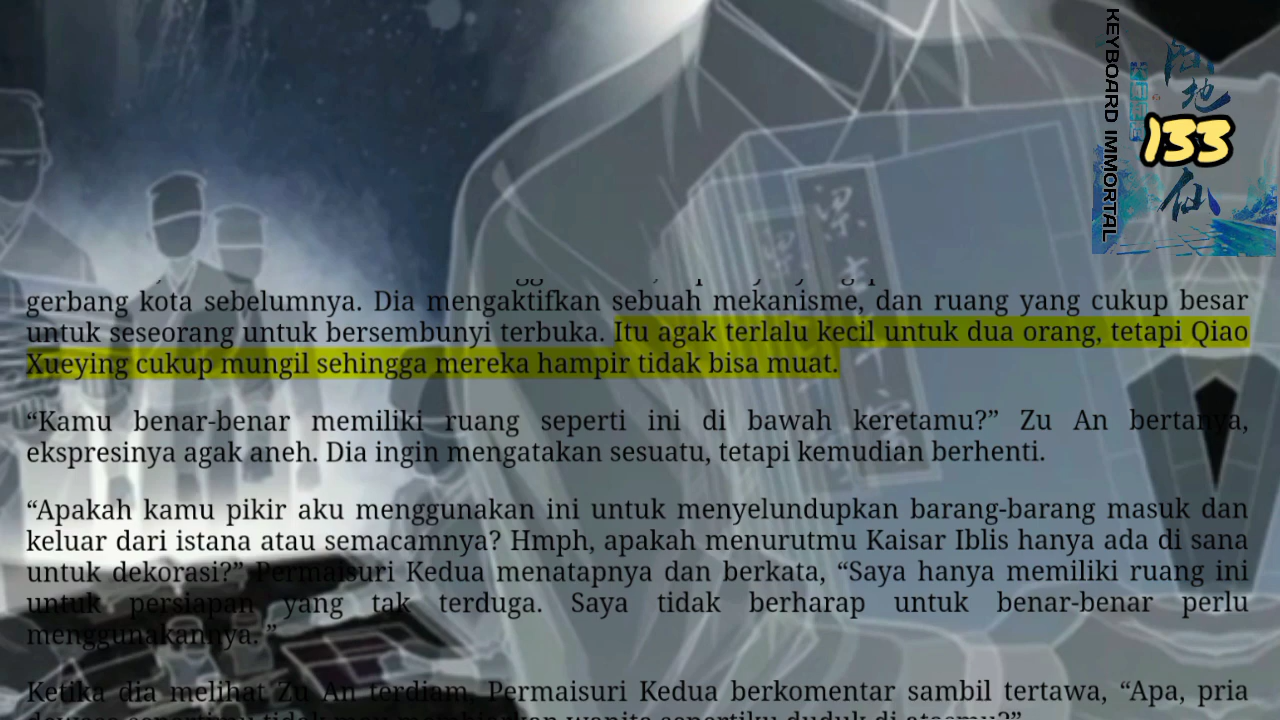 KEYBOARD IMMORTAL
地
仙
133
gerbang kota sebelumnya. Dia mengaktifkan sebuah mekanisme, dan ruang yang cukup besar
untuk seseorang untuk bersembunyi terbuka. Itu agak terlalu kecil untuk dua orang, tetapi Qiao
Xueying cukup mungil sehingga mereka hampir tidak bisa muat.
“Kamu benar-benar memiliki ruang seperti ini di bawah keretamu?” Zu An bertanya,
ekspresinya agak aneh. Dia ingin mengatakan sesuatu, tetapi kemudian berhenti.
“Apakah kamu pikir aku menggunakan ini untuk menyelundupkan barang-barang masuk dan
keluar dari istana atau semacamnya? Hmph, apakah menurutmu Kaisar Iblis hanya ada di sana
untuk dekorasi?” Permaisuri Kedua menatapnya dan berkata, “Saya hanya memiliki ruang ini
untuk persiapan yang tak terduga. Saya tidak berharap untuk benar-benar perlu
menggunakannya. ”
Ketika dia melihat Zu An terdiam, Permaisuri Kedua berkomentar sambil tertawa, “Apa, pria